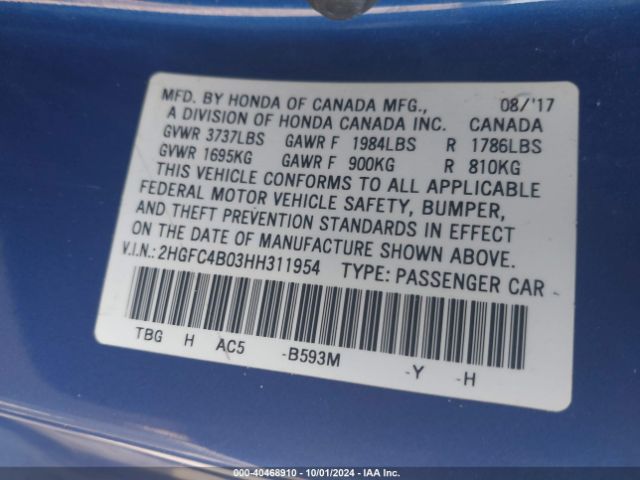 MFD. BY HONDA OF CANADA MFG., 08/'17
A DIVISION OF HONDA CANADA INC. CANADA
GVWR 3737LBS GAWR F 1984LBS R 1786LBS
GVWR 1695KG GAWR F 900KG R 810KG
THIS VEHICLE CONFORMS TO ALL APPLICABLE
FEDERAL MOTOR VEHICLE SAFETY, BUMPER,
AND THEFT PREVENTION STANDARDS IN EFFECT
ON THE DATE OF MANUFACTURE SHOWN ABOVE.
V.I.N.: 2HGFC4B03HH311954 TYPE: PASSENGER CAR
TBG H AC5 -B593M -Y -H
000-40468910 - 10/01/2024 - IAA Inc.